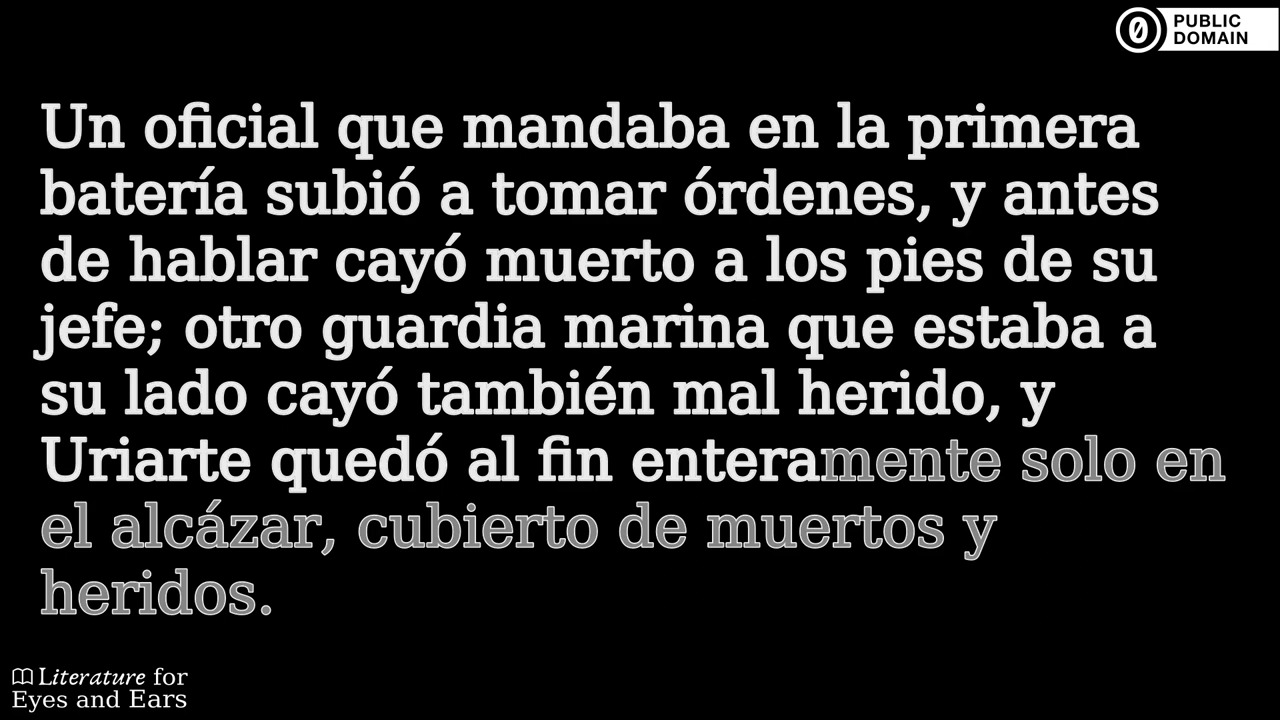 PUBLIC
DOMAIN
Un oficial que mandaba en la primera
batería subió a tomar órdenes, y antes
de hablar cayó muerto a los pies de su
jefe; otro guardia marina que estaba a
su lado cayó también mal herido, y
Uriarte quedó al fin enteramente solo en
el alcázar, cubierto de muertos y
heridos.
Literature for
Eyes and Ears